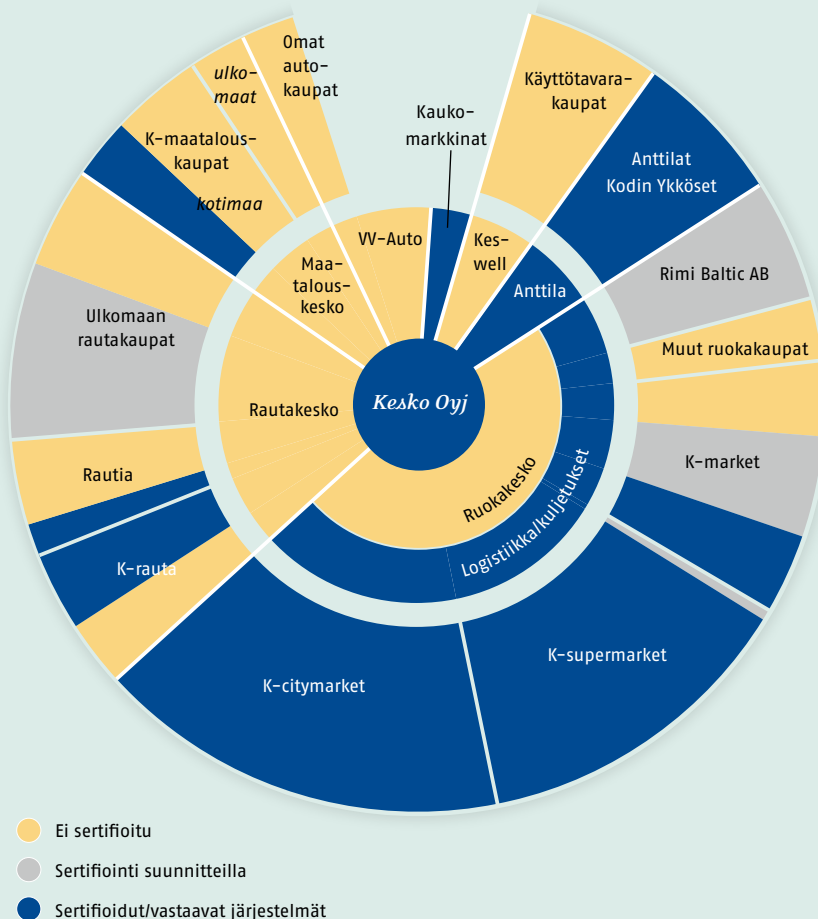 Omat
auto-
kaupat
ulko-
maat
K-maatalous-
kaupat
kotimaa
Kauko-
markkinat
Käyttötavara-
kaupat
Anttilat
Kodin Ykköset
VV-Auto
Kes-
well
Maa-
talous-
kesko
Anttila
Rimi Baltic AB
Ulkomaan
rautakaupat
Muut ruokakaupat
Rautakesko
Kesko Oyj
Rautia
K-market
Ruokakesko
Logistiikka/kuljetukset
K-rauta
K-citymarket
K-supermarket
Ei sertifioitu
Sertifiointi suunnitteilla
Sertifioidut/vastaavat järjestelmät